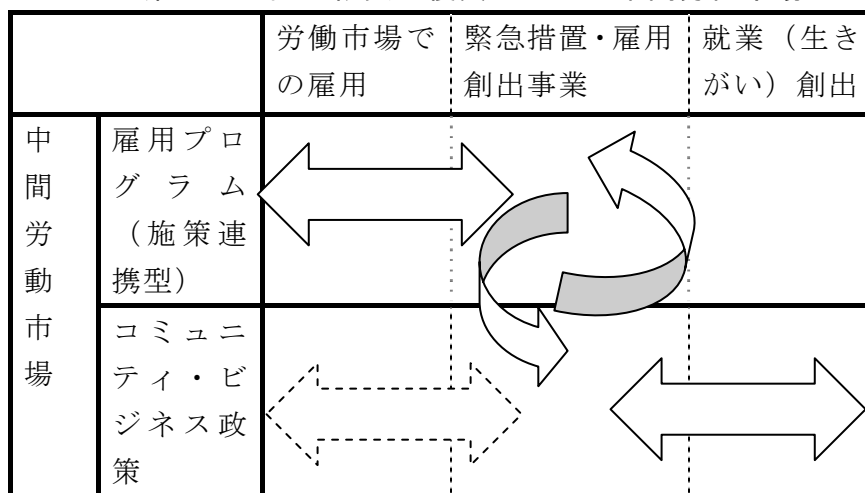 労働市場で
の雇用
緊急措置・雇用
創出事業
就業（生き
がい）創出
中
間
労
動
市
場
雇用プロ
グラム
（施策連
携型）
コミュニ
ティ・ビ
ジネス政
策